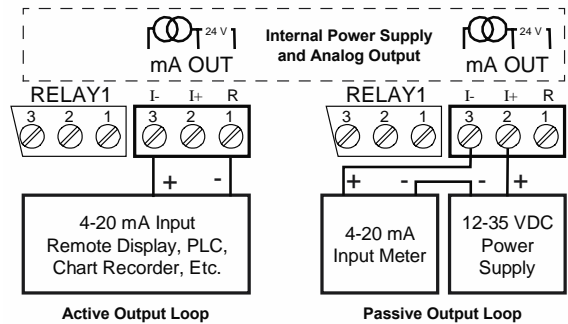 24 V
mA OUT
Internal Power Supply
and Analog Output
24 V
mA OUT
RELAY1
I- I+ R
3 2 1
3 2 1
+ -
4-20 mA Input
Remote Display, PLC,
Chart Recorder, Etc.
Active Output Loop
RELAY1
I- I+ R
3 2 1
3 2 1
+ - - +
4-20 mA
Input Meter
12-35 VDC
Power
Supply
Passive Output Loop